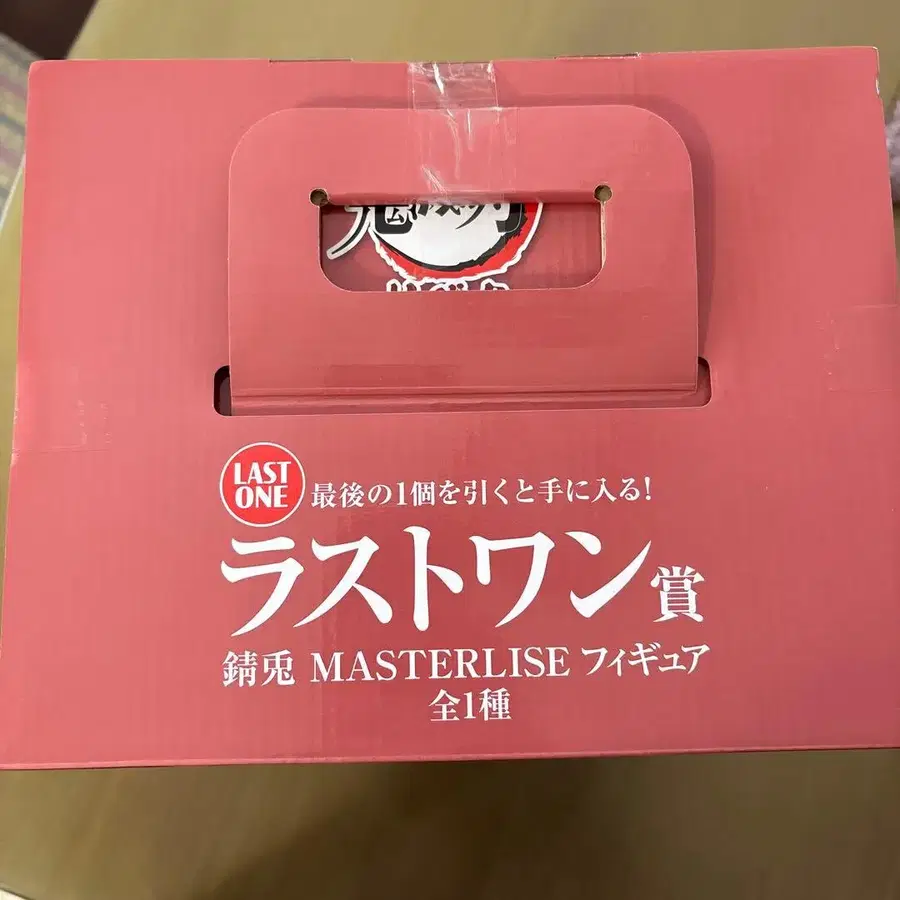 LAST
ONE
最後の1個を引くと手に入る!
ラストワン賞
錆兎 MASTERLISE フィギュア
全1種